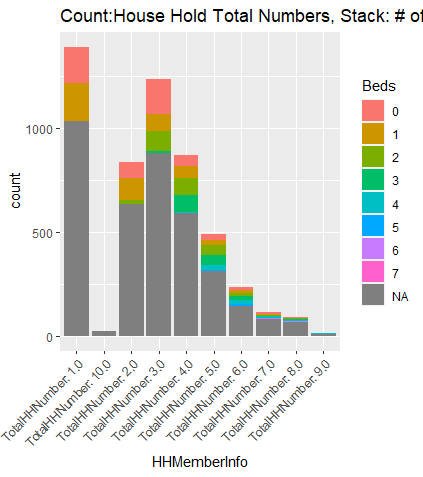 Count:House Hold Total Numbers, Stack: # of
Beds
0
1
2
3
4
5
6
7
NA
count
1000
500
0
TotalHHNumber: 1.0
TotalHHNumber: 10.0
TotalHHNumber: 2.0
TotalHHNumber: 3.0
TotalHHNumber: 4.0
TotalHHNumber: 5.0
TotalHHNumber: 6.0
TotalHHNumber: 7.0
TotalHHNumber: 8.0
TotalHHNumber: 9.0
HHMemberInfo